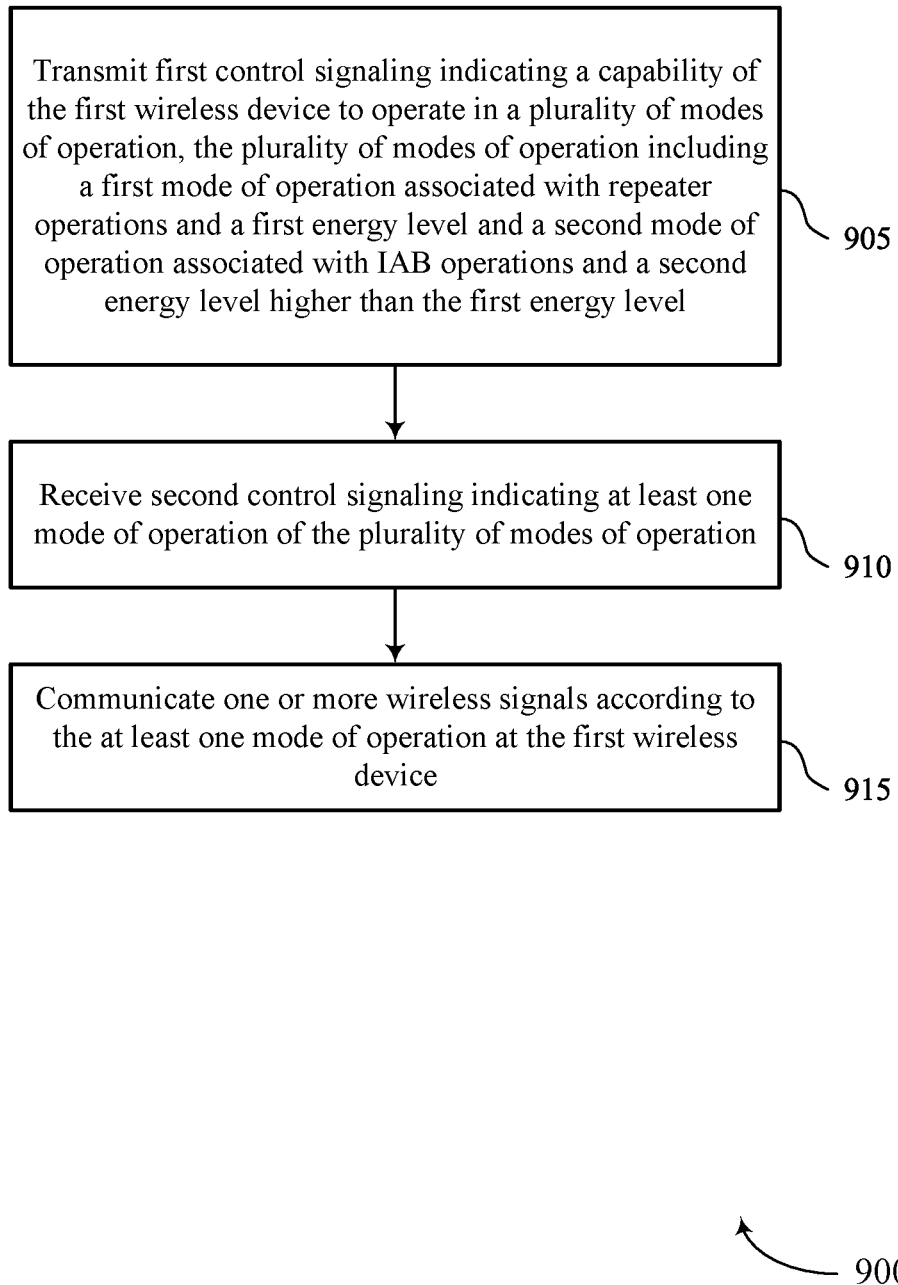 Transmit first control signaling indicating a capability of
the first wireless device to operate in a plurality of modes
of operation, the plurality of modes of operation including
a first mode of operation associated with repeater
operations and a first energy level and a second mode of
operation associated with IAB operations and a second
energy level higher than the first energy level
905
Receive second control signaling indicating at least one
mode of operation of the plurality of modes of operation
910
Communicate one or more wireless signals according to
the at least one mode of operation at the first wireless
device
915
900